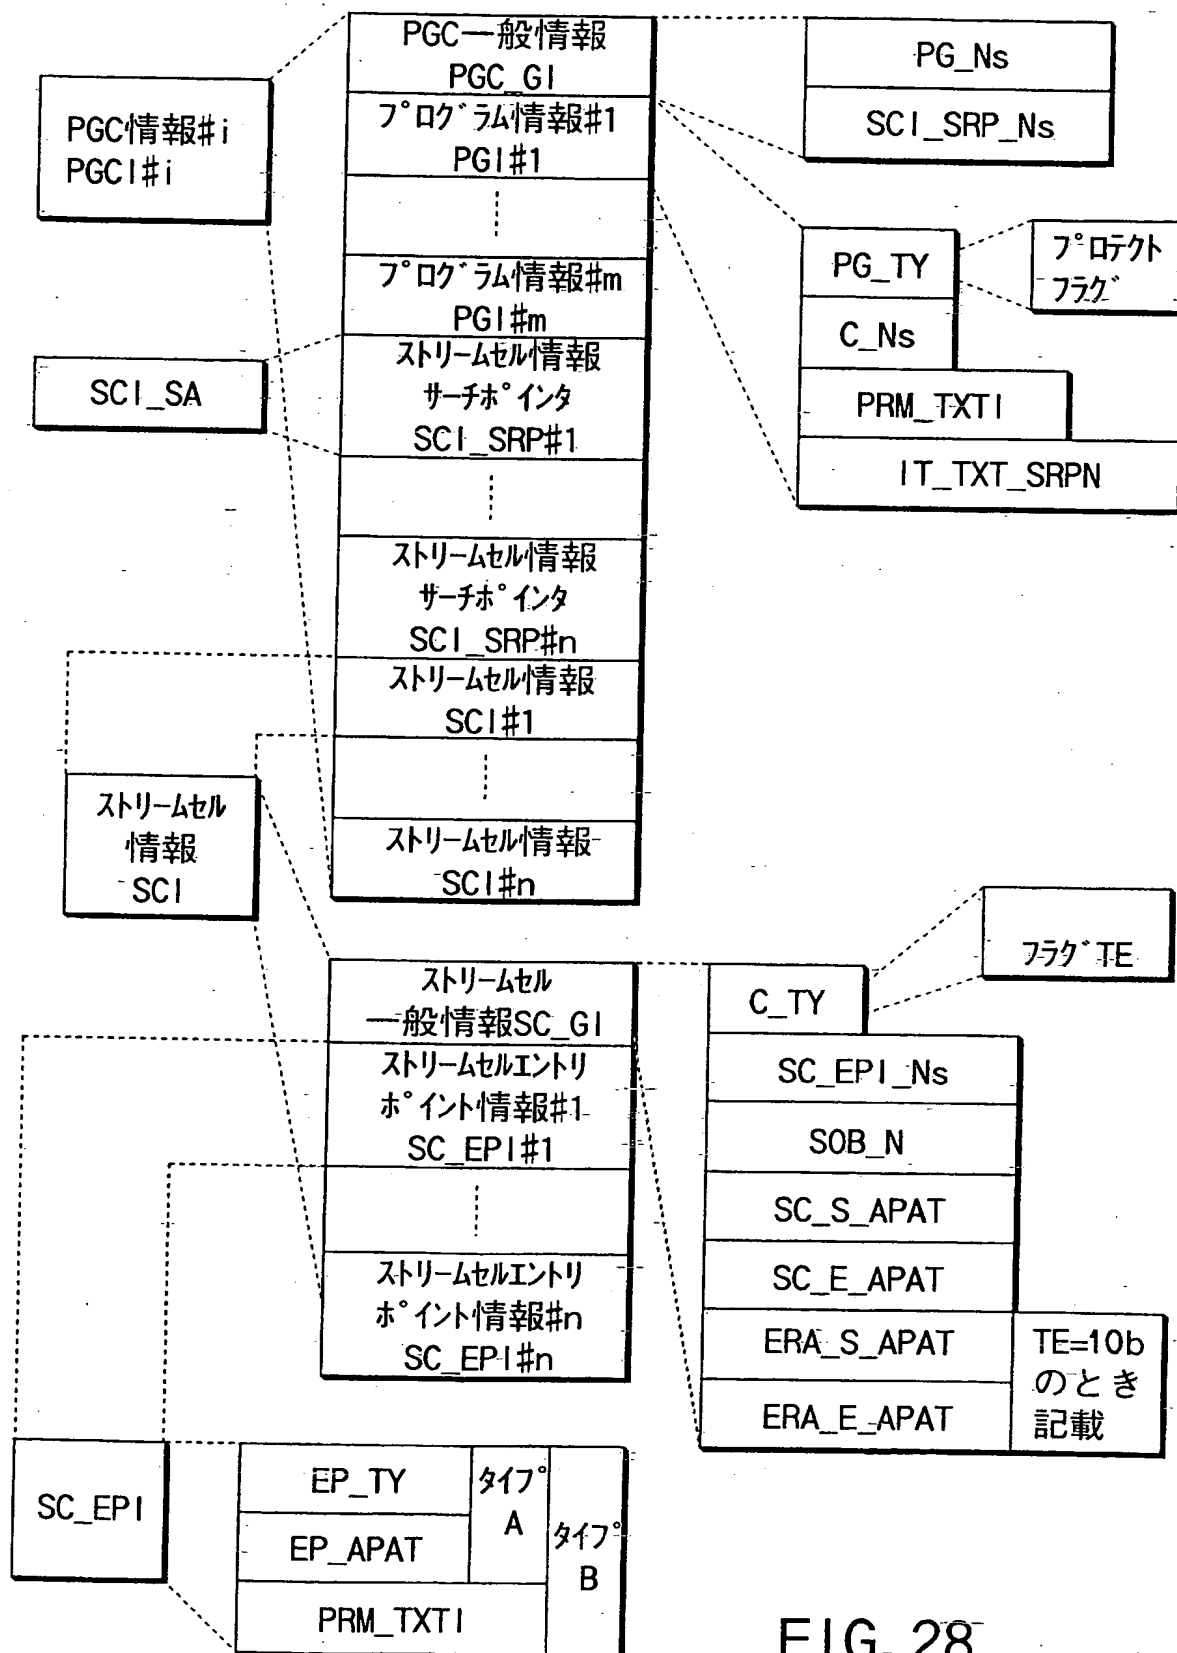 PGC一般情報
PGC_GI
プログラム情報#1
PGI#1
プログラム情報#m
PGI#m
ストリームセル情報
サーチポインタ
SCI_SRP#1
ストリームセル情報
サーチポインタ
SCI_SRP#n
ストリームセル情報
SCI#1
ストリームセル情報
SCI#n
PGC情報#i
PGCI#i
PG_Ns
SCI_SRP_Ns
PG_TY
プロテクト
フラグ
C_Ns
PRM_TXTI
IT_TXT_SRPN
SCI_SA
ストリームセル
情報
SCI
ストリームセル
一般情報SC_GI
ストリームセルエントリ
ポイント情報#1
SC_EPI#1
ストリームセルエントリ
ポイント情報#n
SC_EPI#n
C_TY
フラグTE
SC_EPI_Ns
SOB_N
SC_S_APAT
SC_E_APAT
ERA_S_APAT
ERA_E_APAT
TE=10b
のとき
記載
SC_EPI
EP_TY
EP_APAT
PRM_TXTI
タイプ
A
タイプ
B
FIG. 28